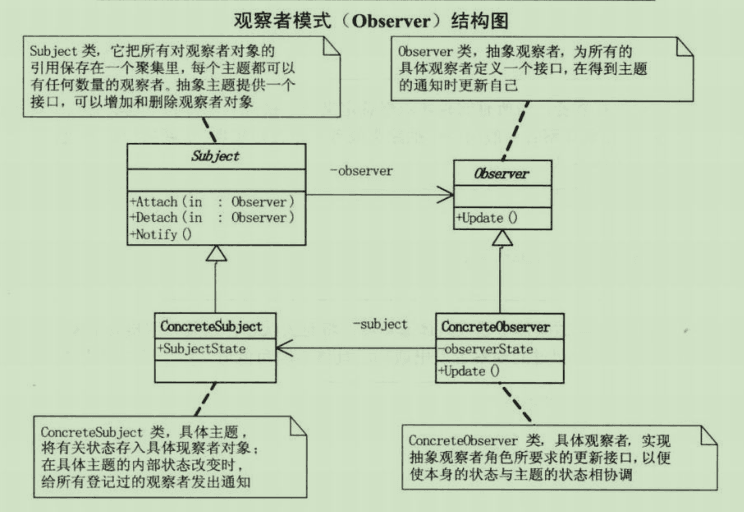 观察者模式（Observer）结构图
Subject 类，它把所有对观察者对象的
引用保存在一个聚集里，每个主题都可以
有任何数量的观察者。抽象主题提供一个
接口，可以增加和删除观察者对象
Observer 类，抽象观察者，为所有的
具体观察者定义一个接口，在得到主题
的通知时更新自己
Subject
+Attach(in : Observer)
+Detach(in : Observer)
+Notify()
-observer
Observer
+Update()
ConcreteSubject
+SubjectState
-subject
ConcreteObserver
-observerState
+Update()
ConcreteSubject 类，具体主题，
将有关状态存入具体现察者对象；
在具体主题的内部状态改变时，
给所有登记过的观察者发出通知
ConcreteObserver 类，具体观察者，实现
抽象观察者角色所要求的更新接口，以便
使本身的状态与主题的状态相协调